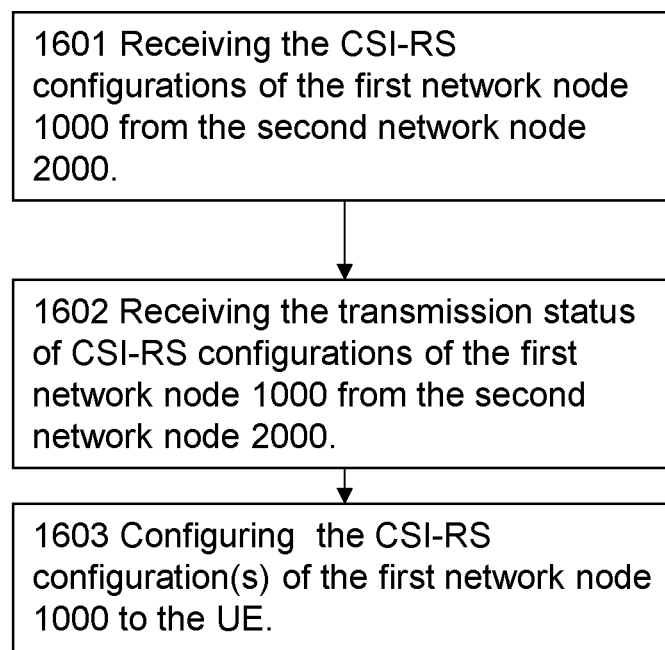 1601 Receiving the CSI-RS
configurations of the first network node
1000 from the second network node
2000.
1602 Receiving the transmission status
of CSI-RS configurations of the first
network node 1000 from the second
network node 2000.
1603 Configuring  the CSI-RS
configuration(s) of the first network node
1000 to the UE.